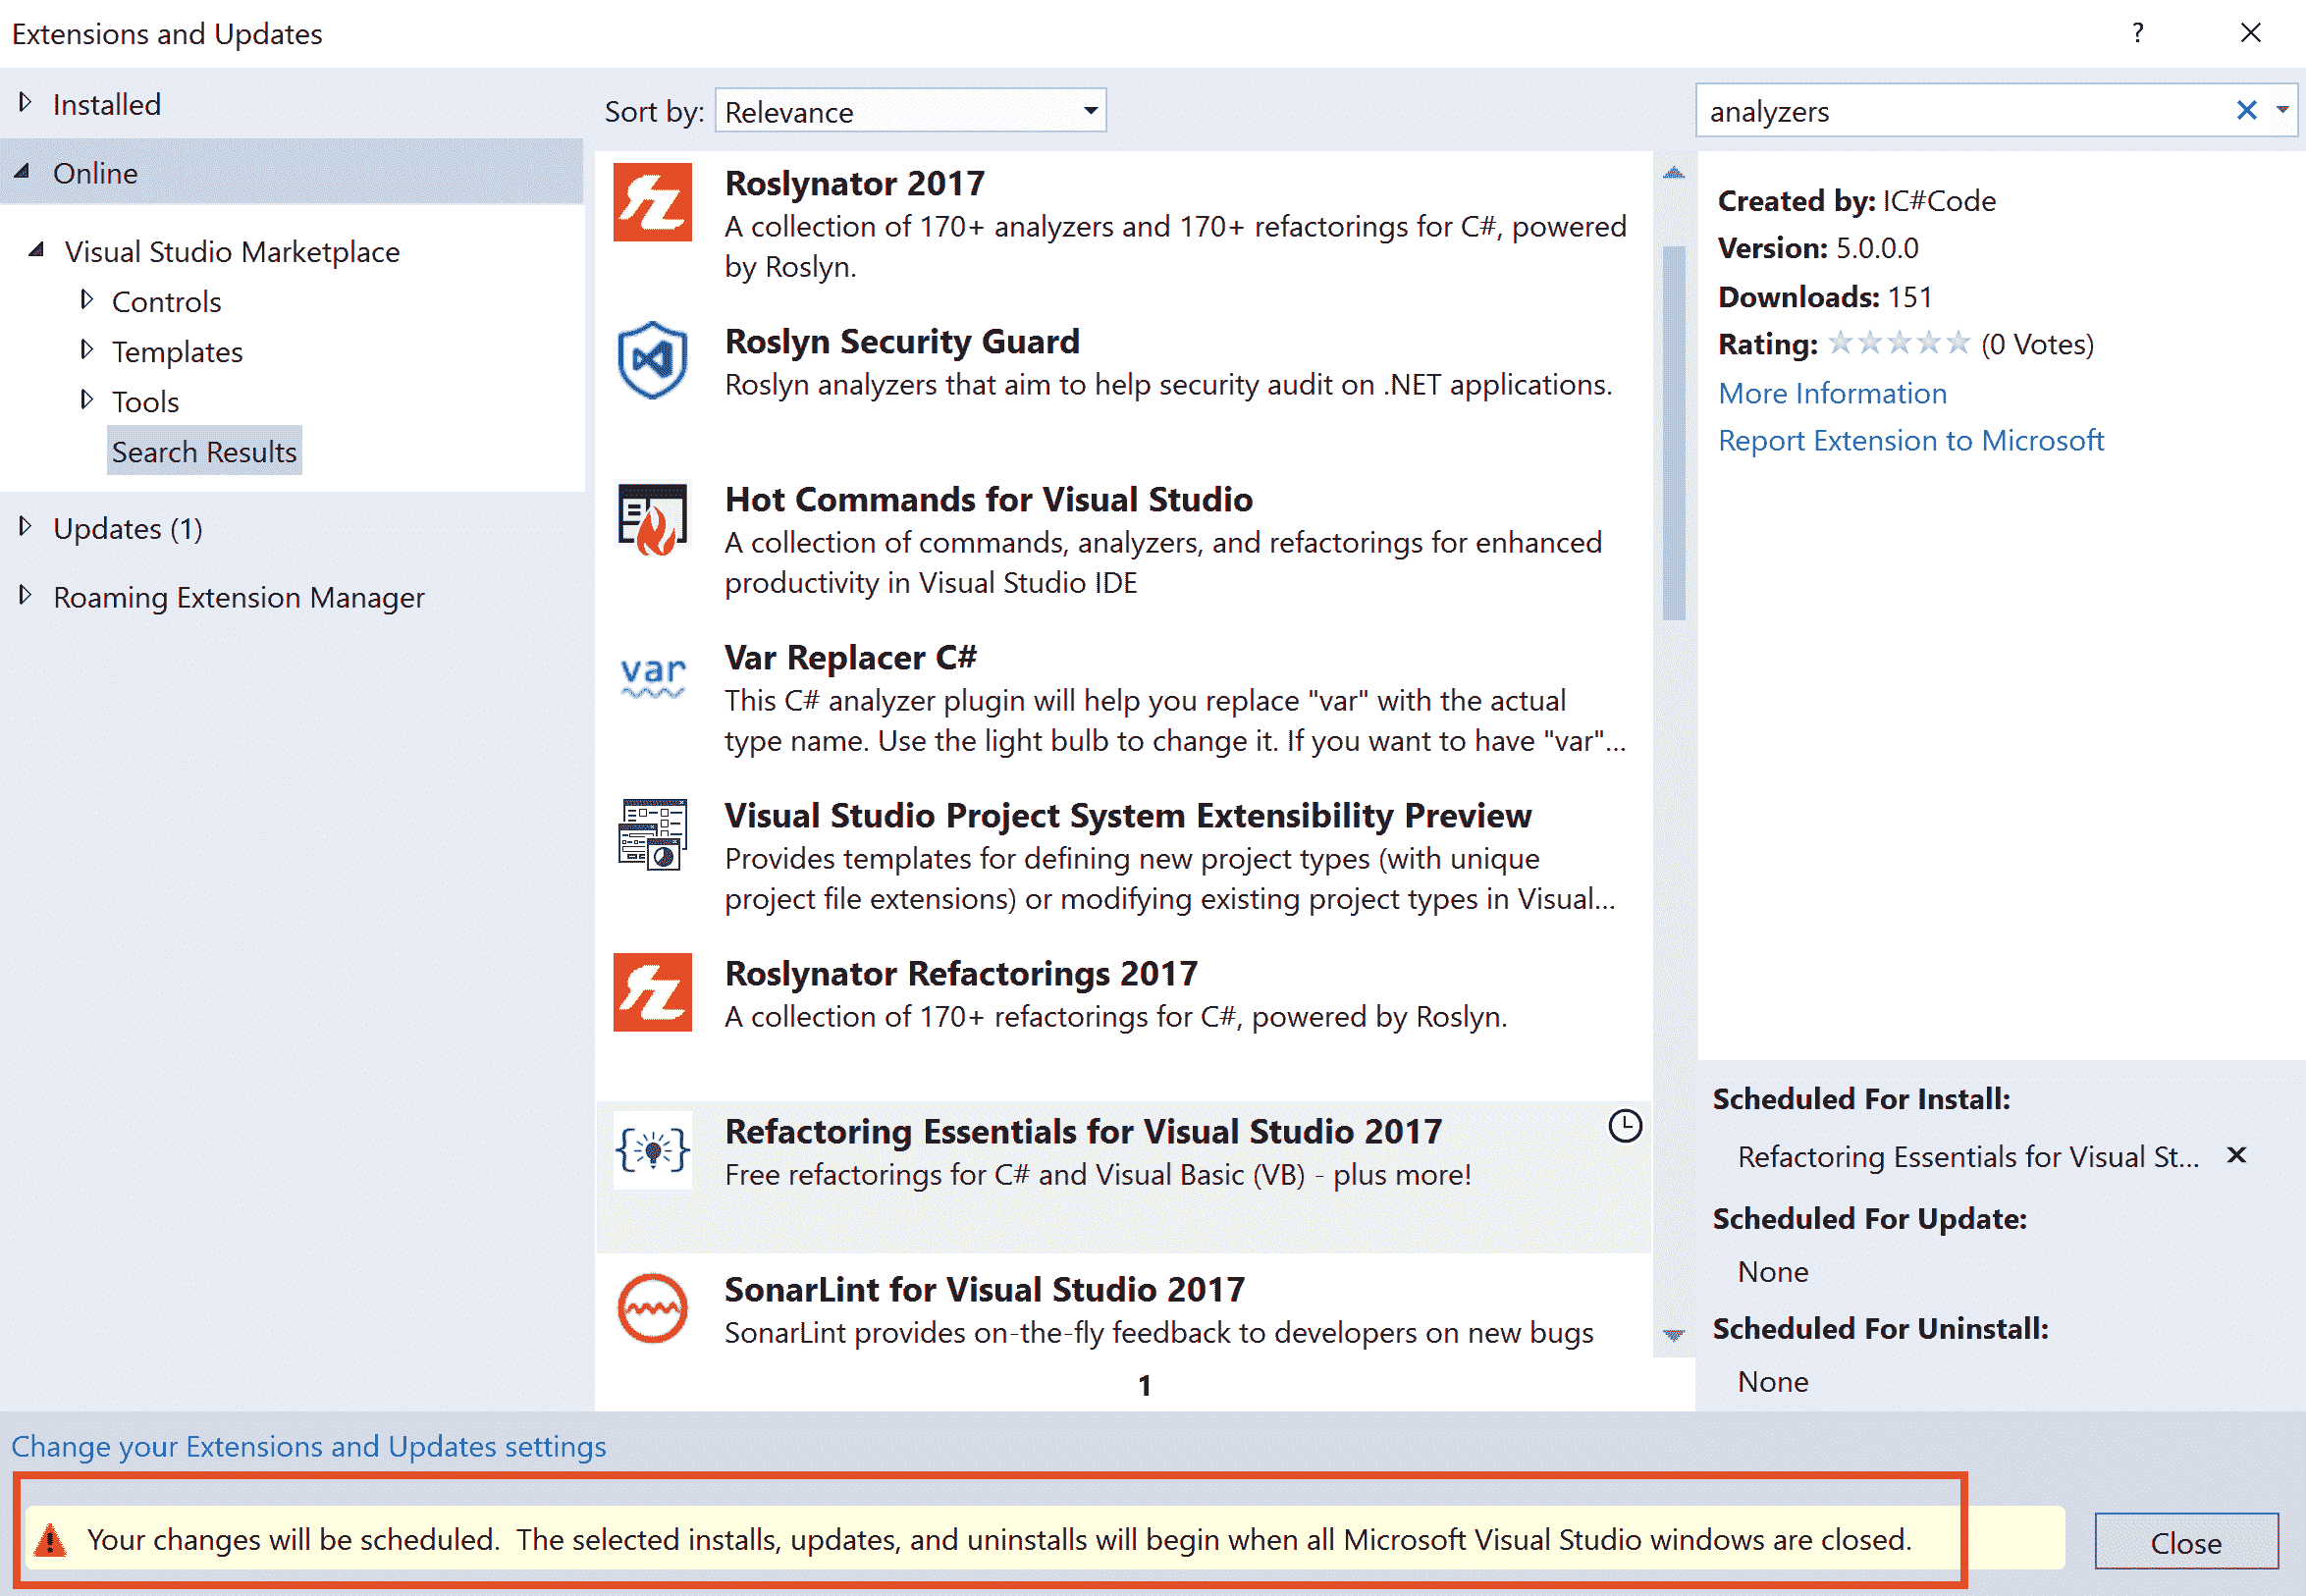 Extensions and Updates
?
Installed
Online
Visual Studio Marketplace
Controls
Templates
Tools
Search Results
Updates (1)
Roaming Extension Manager
Sort by: Relevance
Roslynator 2017
A collection of 170+ analyzers and 170+ refactorings for C#, powered
by Roslyn.
Roslyn Security Guard
Roslyn analyzers that aim to help security audit on .NET applications.
Hot Commands for Visual Studio
A collection of commands, analyzers, and refactorings for enhanced
productivity in Visual Studio IDE
var
Var Replacer C#
This C# analyzer plugin will help you replace "var" with the actual
type name. Use the light bulb to change it. If you want to have "var"...
Visual Studio Project System Extensibility Preview
Provides templates for defining new project types (with unique
project file extensions) or modifying existing project types in Visual...
Roslynator Refactorings 2017
A collection of 170+ refactorings for C#, powered by Roslyn.
Refactoring Essentials for Visual Studio 2017
Free refactorings for C# and Visual Basic (VB) - plus more!
SonarLint for Visual Studio 2017
SonarLint provides on-the-fly feedback to developers on new bugs
1
analyzers
Created by: IC#Code
Version: 5.0.0.0
Downloads: 151
Rating: (0 Votes)
More Information
Report Extension to Microsoft
Scheduled For Install:
Refactoring Essentials for Visual St...
Scheduled For Update:
None
Scheduled For Uninstall:
None
Change your Extensions and Updates settings
Your changes will be scheduled.  The selected installs, updates, and uninstalls will begin when all Microsoft Visual Studio windows are closed.
Close